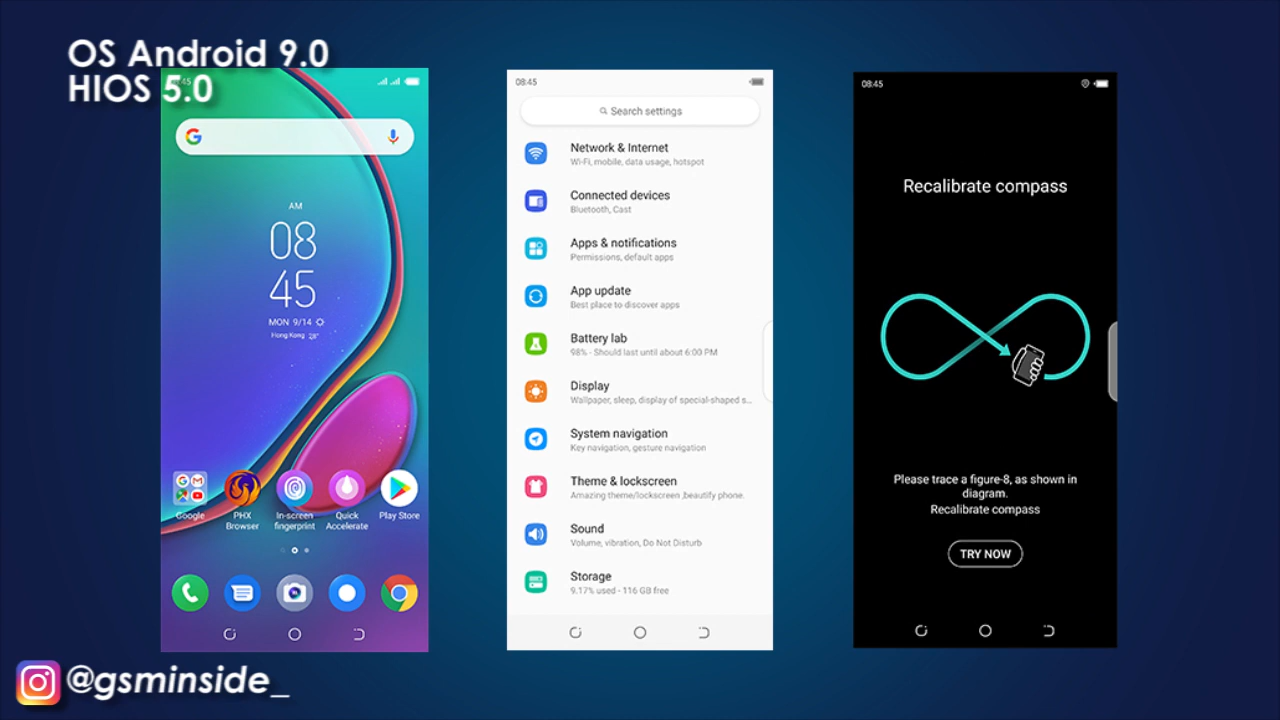 OS Android 9.0
HIOS 5.0
AM
08
45
MON 9/14
Hong Kong
Google
PHX
Browser
In-screen
fingerprint
Quick
Accelerate
Play Store
08:45
Search settings
Network & Internet
Wi-Fi, mobile, data usage, hotspot
Connected devices
Bluetooth, Cast
Apps & notifications
Permissions, default apps
App update
Best place to discover apps
Battery lab
98% - Should last until about 6:00 PM
Display
Wallpaper, sleep, display of special-shaped s...
System navigation
Key navigation, gesture navigation
Theme & lockscreen
Amazing theme/lockscreen ,beautify phone.
Sound
Volume, vibration, Do Not Disturb
Storage
9.17% used - 116 GB free
08:45
Recalibrate compass
Please trace a figure-8, as shown in
diagram.
Recalibrate compass
TRY NOW
@gsminside_